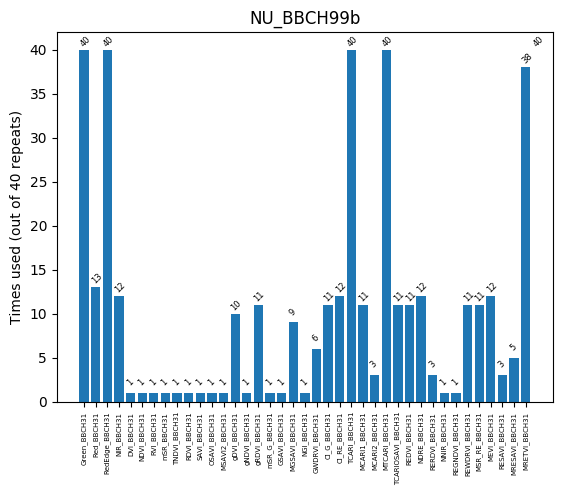 NU_BBCH99b
Times used (out of 40 repeats)
40
35
30
25
20
15
10
5
0
40 13 40 12 1 1 1 1 1 1 1 1 1 10 1 11 1 1 9 1 6 11 12 40 11 3 40 11 11 12 3 1 1 11 11 12 3 5 38 40
Green_BBCH31
Red_BBCH31
RedEdge_BBCH31
NIR_BBCH31
DVI_BBCH31
NDVI_BBCH31
RVI_BBCH31
mSR_BBCH31
TNDVI_BBCH31
RDVI_BBCH31
SAVI_BBCH31
OSAVI_BBCH31
MSAVI2_BBCH31
gDVI_BBCH31
gNDVI_BBCH31
gRDVI_BBCH31
mSR_G_BBCH31
GSAVI_BBCH31
MGSAVI_BBCH31
NGI_BBCH31
GWDRVI_BBCH31
CI_G_BBCH31
CI_RE_BBCH31
TCARI_BBCH31
MCARI1_BBCH31
MCARI2_BBCH31
MTCARI_BBCH31
TCARIOSAVI_BBCH31
REDVI_BBCH31
NDRE_BBCH31
RERDVI_BBCH31
NNIR_BBCH31
REGNDVI_BBCH31
REWDRVI_BBCH31
MSR_RE_BBCH31
MEVI_BBCH31
RESAVI_BBCH31
MRESAVI_BBCH31
MRETVI_BBCH31